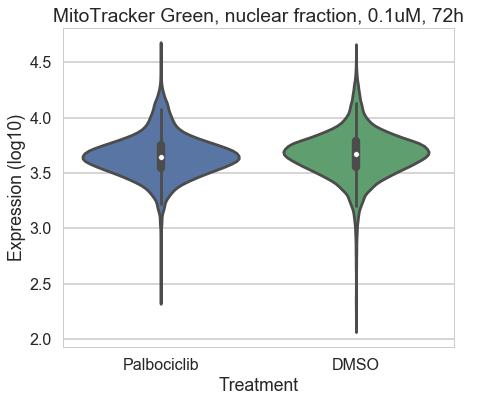 MitoTracker Green, nuclear fraction, 0.1uM, 72h
Expression (log10)
4.5
4.0
3.5
3.0
2.5
2.0
Palbociclib
DMSO
Treatment